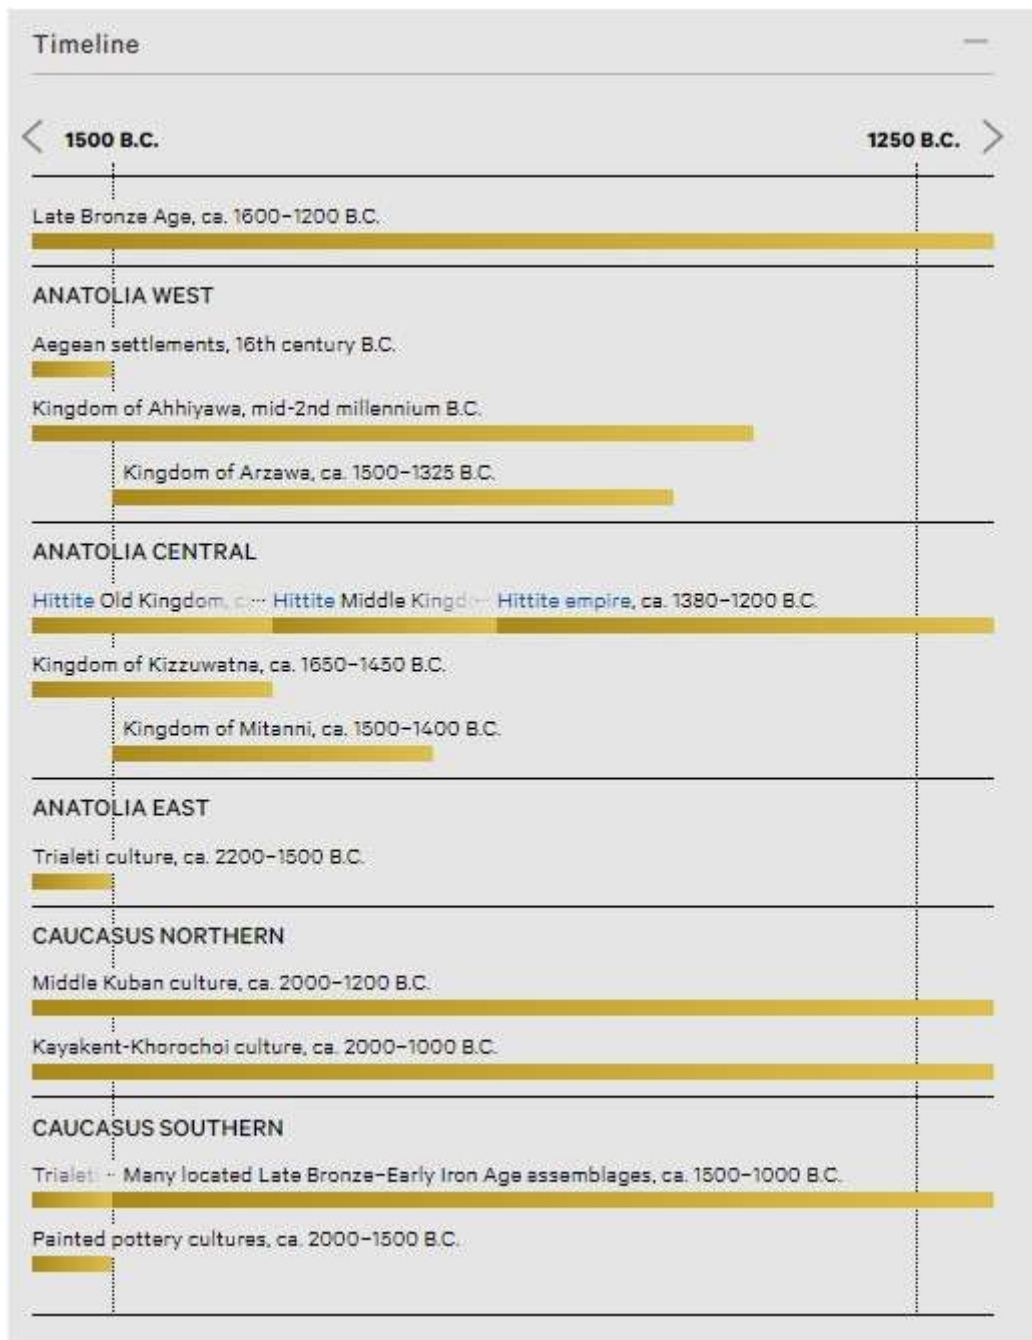 Timeline
1500 B.C. 1250 B.C.
Late Bronze Age, ca. 1600–1200 B.C.
ANATOLIA WEST
Aegean settlements, 16th century B.C.
Kingdom of Ahhiyawa, mid-2nd millennium B.C.
Kingdom of Arzawa, ca. 1500–1325 B.C.
ANATOLIA CENTRAL
Hittite Old Kingdom, c... Hittite Middle Kingdo... Hittite empire, ca. 1380–1200 B.C.
Kingdom of Kizzuwatna, ca. 1650–1450 B.C.
Kingdom of Mitanni, ca. 1500–1400 B.C.
ANATOLIA EAST
Trialeti culture, ca. 2200–1500 B.C.
CAUCASUS NORTHERN
Middle Kuban culture, ca. 2000–1200 B.C.
Kayakent-Khorochoi culture, ca. 2000–1000 B.C.
CAUCASUS SOUTHERN
Trialeti... Many located Late Bronze–Early Iron Age assemblages, ca. 1500–1000 B.C.
Painted pottery cultures, ca. 2000–1500 B.C.